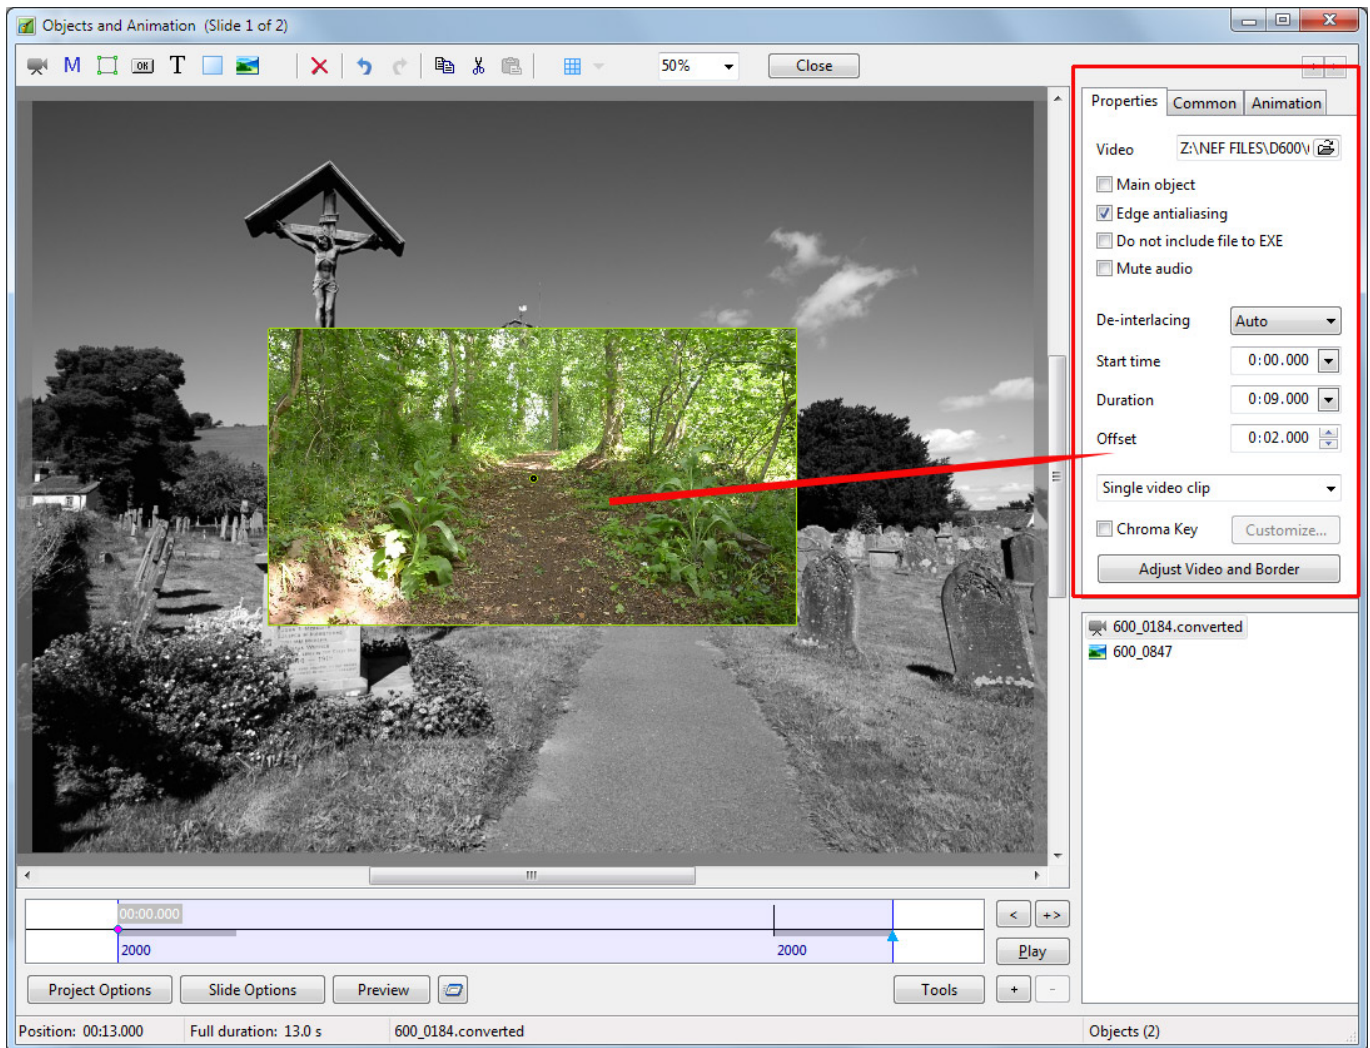 Objects and Animation (Slide 1 of 2)
M OK T 50% Close
Properties Common Animation
Video Z:\NEF FILES\D600\
Main object
Edge antialiasing
Do not include file to EXE
Mute audio
De-interlacing Auto
Start time 0:00.000
Duration 0:09.000
Offset 0:02.000
Single video clip
Chroma Key Customize...
Adjust Video and Border
600_0184.converted
600_0847
00:00.000
< +>
2000 2000 Play
Project Options Slide Options Preview Tools + -
Position: 00:13.000 Full duration: 13.0 s 600_0184.converted Objects (2)